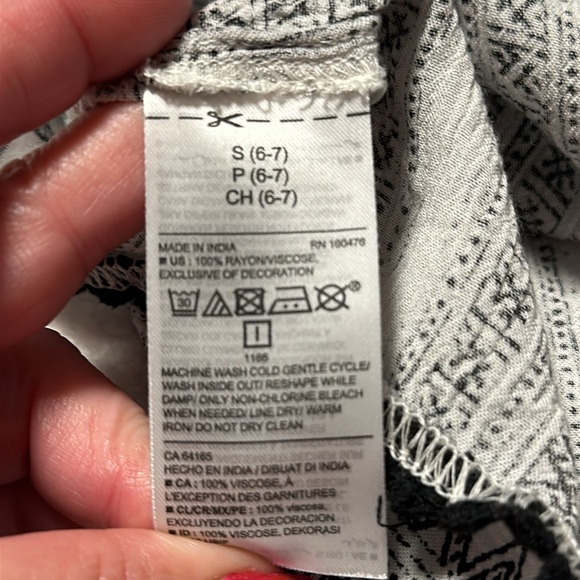 S (6-7)
P (6-7)
CH (6-7)
MADE IN INDIA RN 160476
■ US : 100% RAYON/VISCOSE,
EXCLUSIVE OF DECORATION
30
®
1166
MACHINE WASH COLD GENTLE CYCLE/
WASH INSIDE OUT/ RESHAPE WHILE
DAMP/ ONLY NON-CHLORINE BLEACH
WHEN NEEDED/ LINE DRY/ WARM
IRON/ DO NOT DRY CLEAN
CA 64165
HECHO EN INDIA / DIBUAT DI INDIA
■ CA : 100% VISCOSE, À
L'EXCEPTION DES GARNITURES
■ CL/CR/MX/PE : 100% viscosa,
EXCLUYENDO LA DECORACION
■ ID : 100% VISCOSE, DEKORASI